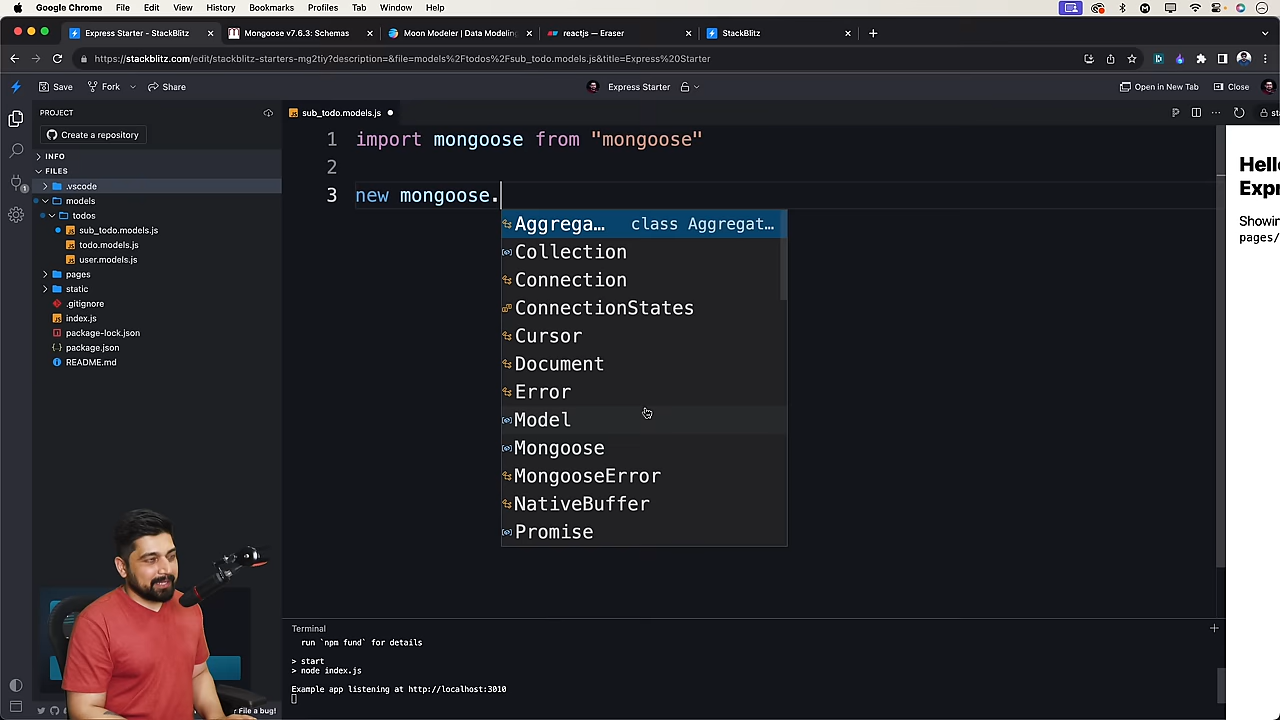 Google Chrome File Edit View History Bookmarks Profiles Tab Window Help
Express Starter - StackBlitz
Mongoose v7.6.3: Schemas
Moon Modeler | Data Modeling
reactjs — Eraser
StackBlitz
https://stackblitz.com/edit/stackblitz-starters-mg2tiy?description=&file=models%2Ftodos%2Fsub_todo.models.js&title=Express%20Starter
Save Fork Share
Express Starter
Open in New Tab Close
PROJECT
Create a repository
INFO
FILES
.vscode
models
todos
sub_todo.models.js
todo.models.js
user.models.js
pages
static
.gitignore
index.js
package-lock.json
package.json
README.md
sub_todo.models.js
1 import mongoose from "mongoose"
2
3 new mongoose.
Aggrega… class Aggregat…
Collection
Connection
ConnectionStates
Cursor
Document
Error
Model
Mongoose
MongooseError
NativeBuffer
Promise
Hell
Exp
Showin
pages/
Terminal
run `npm fund` for details
> start
> node index.js
Example app listening at http://localhost:3010
File a bug!